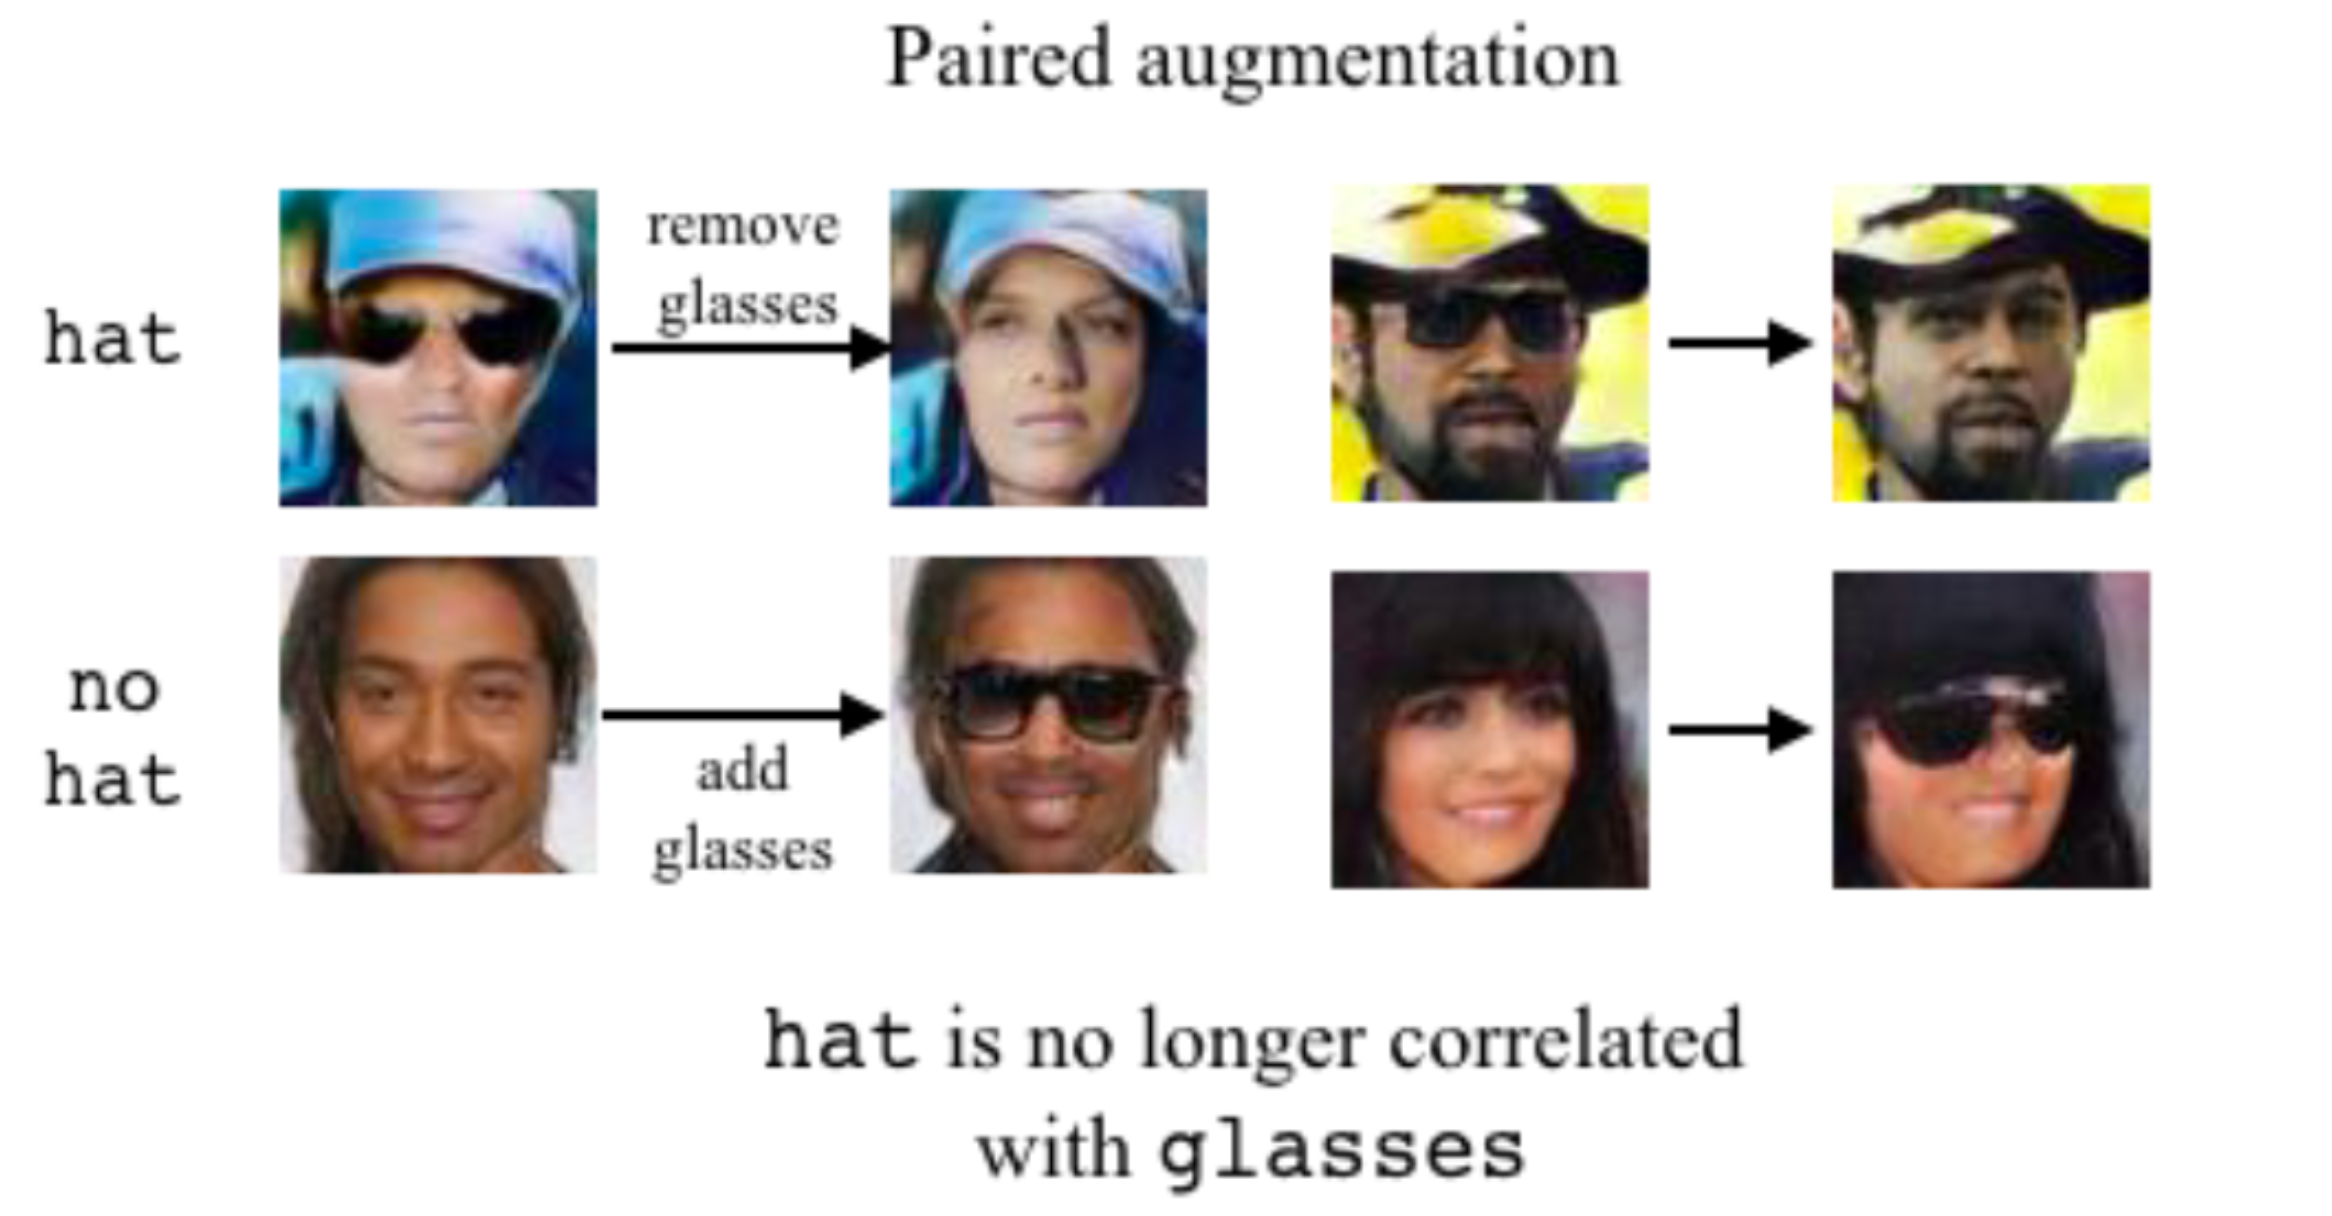 Paired augmentation
hat
remove
glasses
no
hat
add
glasses
hat is no longer correlated
with glasses